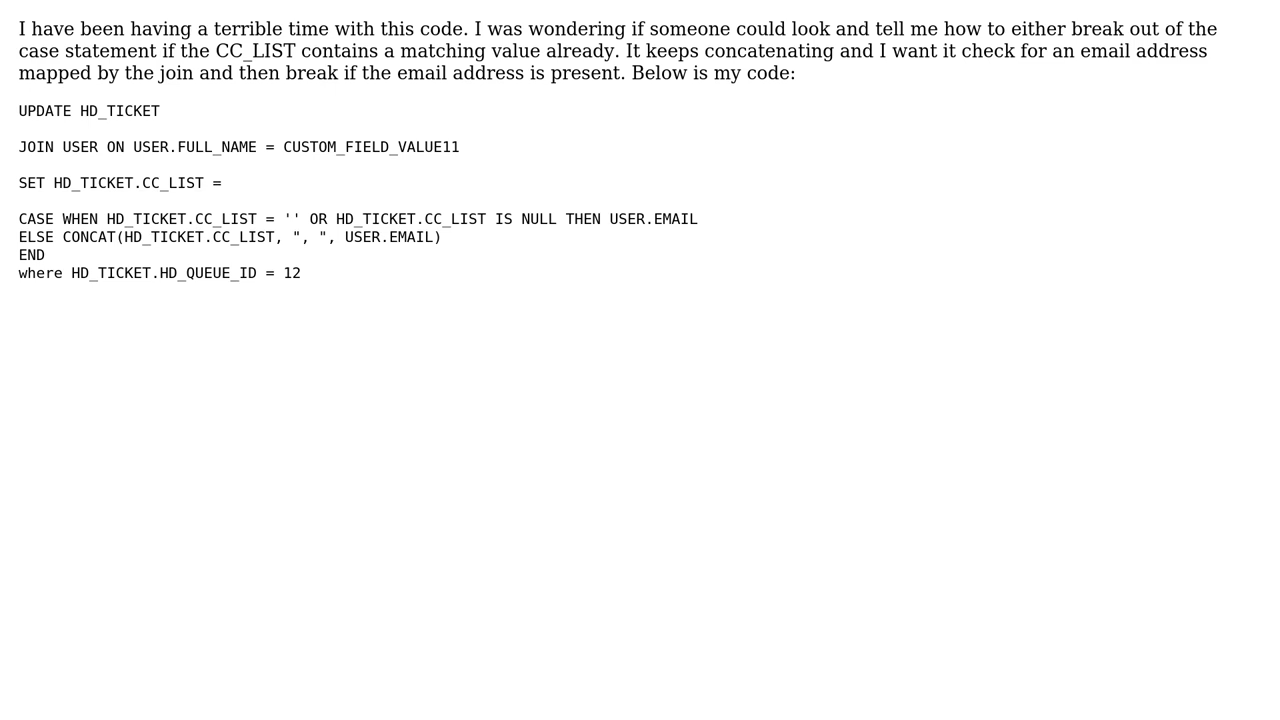 I have been having a terrible time with this code. I was wondering if someone could look and tell me how to either break out of the
case statement if the CC_LIST contains a matching value already. It keeps concatenating and I want it check for an email address
mapped by the join and then break if the email address is present. Below is my code:
UPDATE HD_TICKET
JOIN USER ON USER.FULL_NAME = CUSTOM_FIELD_VALUE11
SET HD_TICKET.CC_LIST =
CASE WHEN HD_TICKET.CC_LIST = '' OR HD_TICKET.CC_LIST IS NULL THEN USER.EMAIL
ELSE CONCAT(HD_TICKET.CC_LIST, ", ", USER.EMAIL)
END
where HD_TICKET.HD_QUEUE_ID = 12